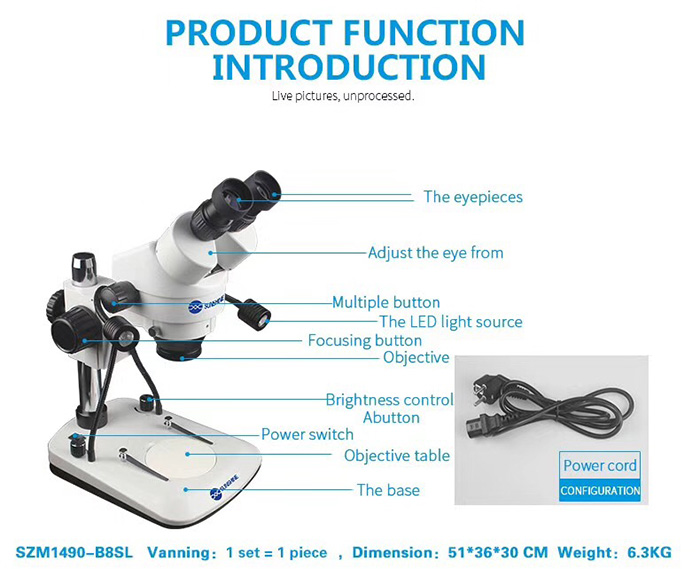 PRODUCT FUNCTION
INTRODUCTION
Live pictures, unprocessed.
The eyepieces
Adjust the eye from
Multiple button
The LED light source
Focusing button
Objective
Brightness control
Abutton
Power switch
Objective table
The base
Power cord
CONFIGURATION
SZM1490-B8SL Vanning: 1 set = 1 piece , Dimension: 51*36*30 CM Weight: 6.3KG